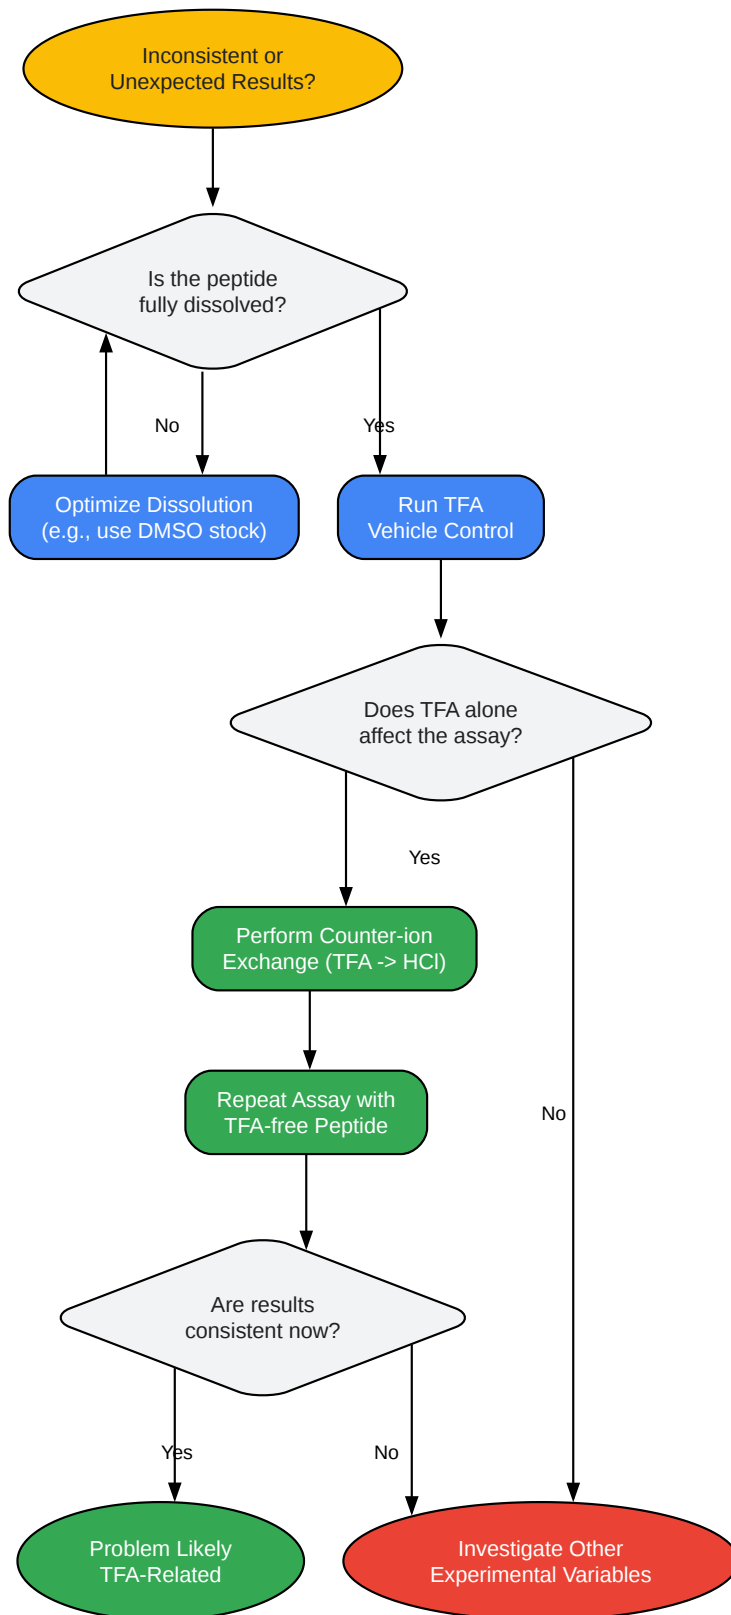 Inconsistent or
Unexpected Results?
Is the peptide
fully dissolved?
No
Yes
Optimize Dissolution
(e.g., use DMSO stock)
Run TFA
Vehicle Control
Does TFA alone
affect the assay?
Yes
Perform Counter-ion
Exchange (TFA -> HCl)
Repeat Assay with
TFA-free Peptide
No
Are results
consistent now?
Yes
No
Problem Likely
TFA-Related
Investigate Other
Experimental Variables